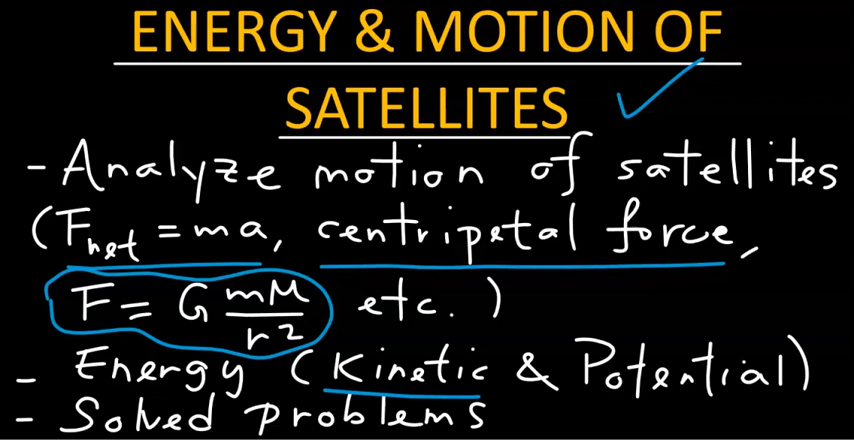 ENERGY & MOTION OF
SATELLITES
- Analyze motion of satellites
(Fnet = ma, centripetal force,
F = G mM/r² etc.)
- Energy (Kinetic & Potential)
- Solved problems